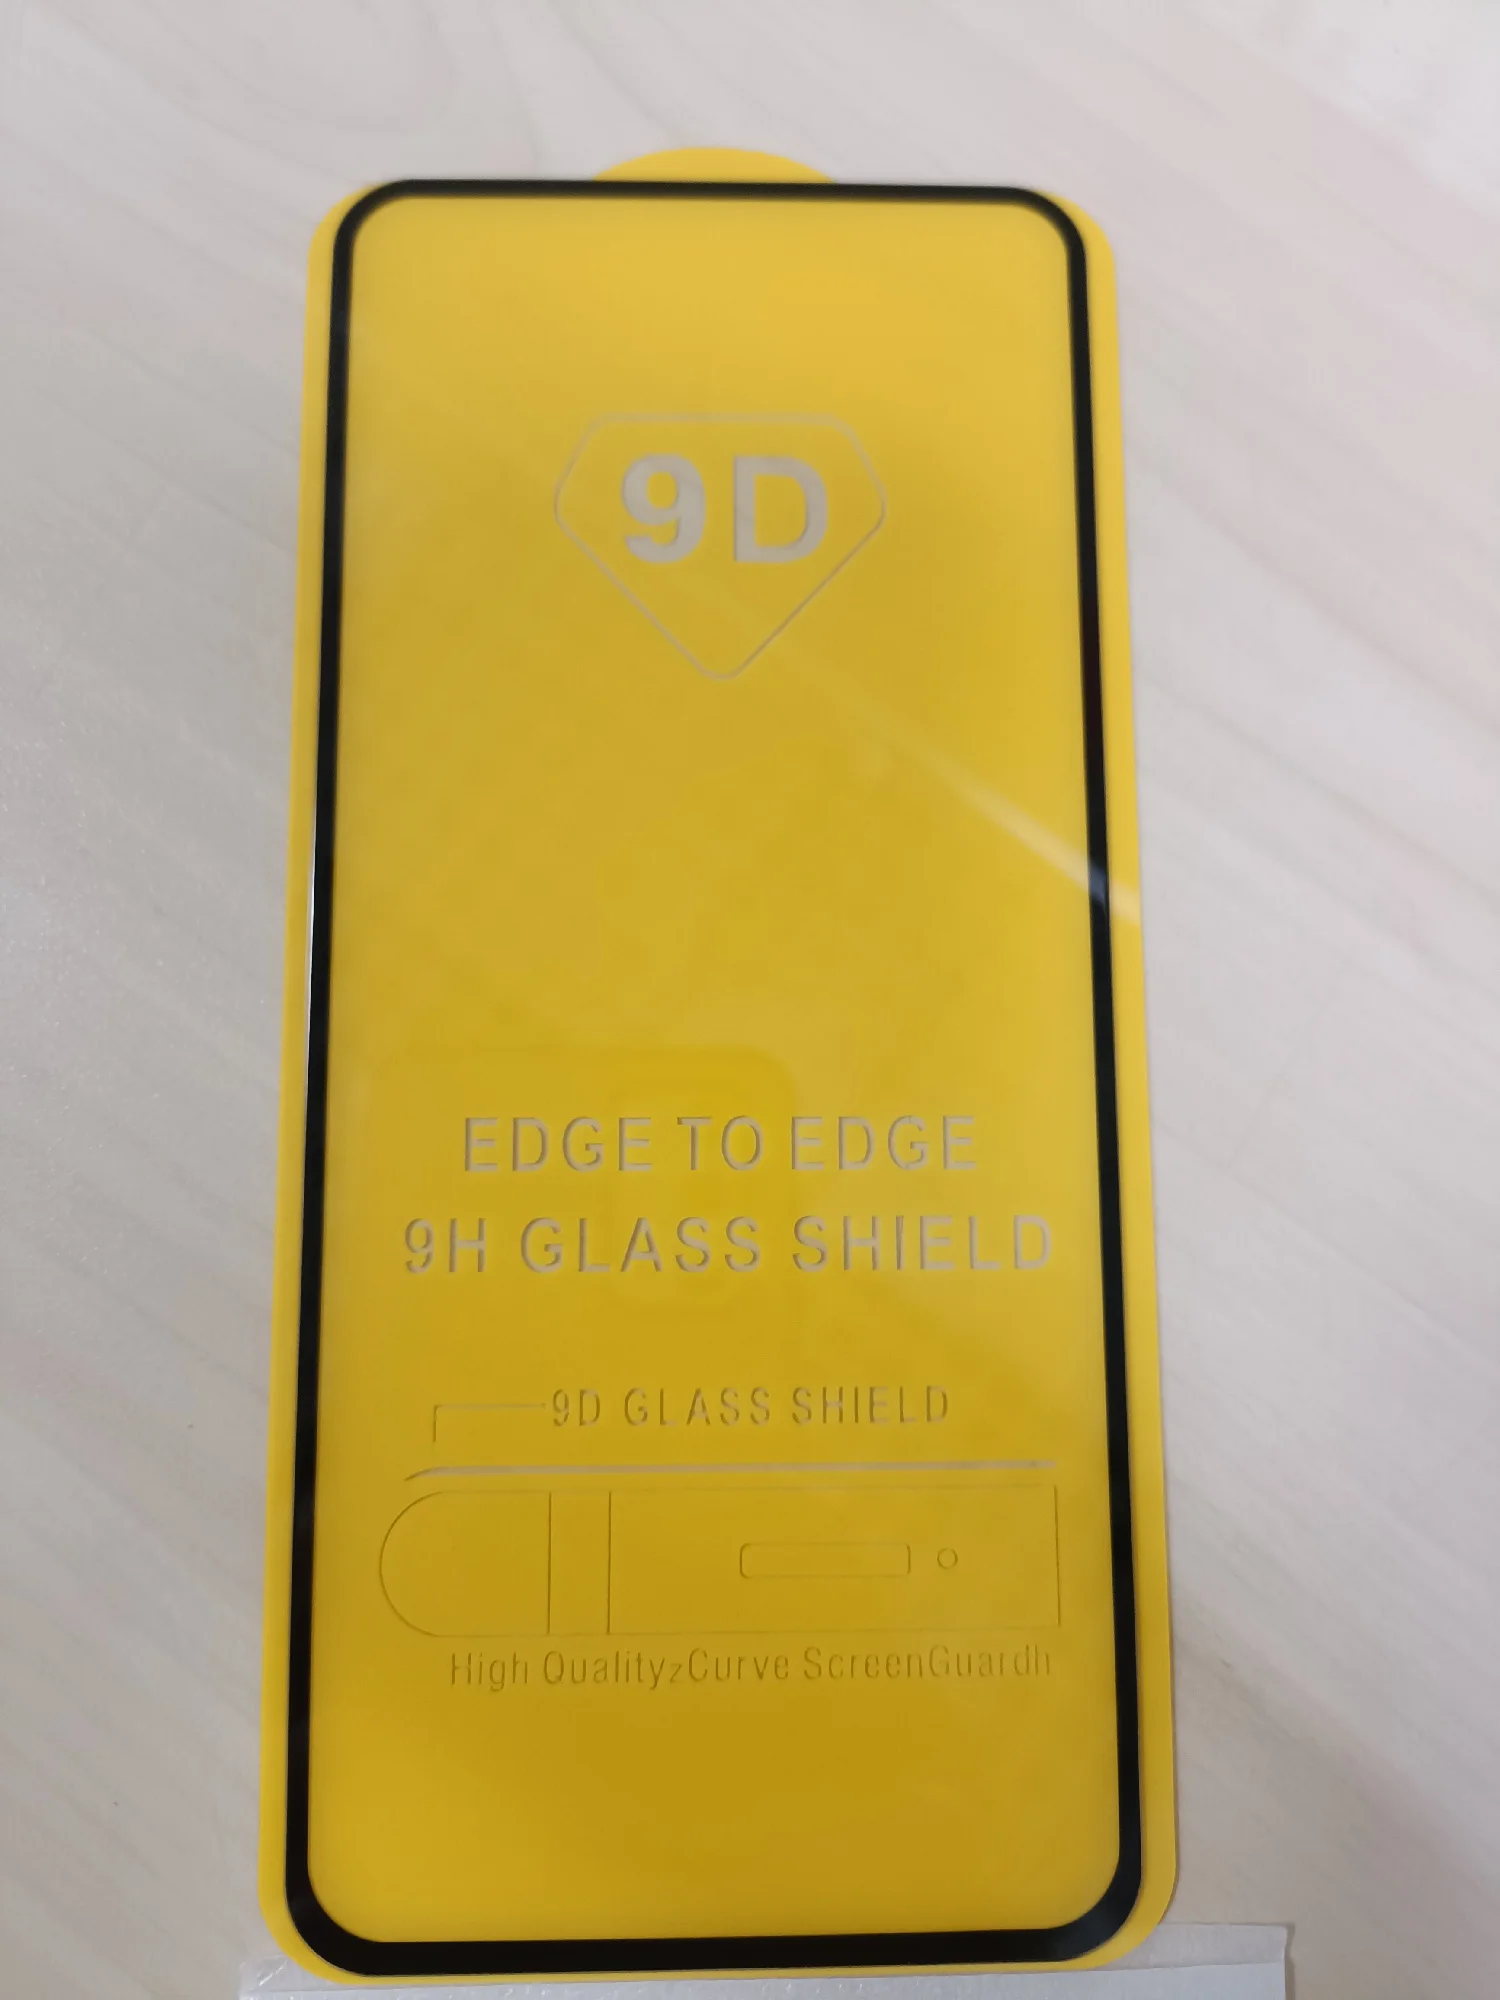 9D
EDGE TO EDGE
9H GLASS SHIELD
9D GLASS SHIELD
High QualityzCurve ScreenGuardh